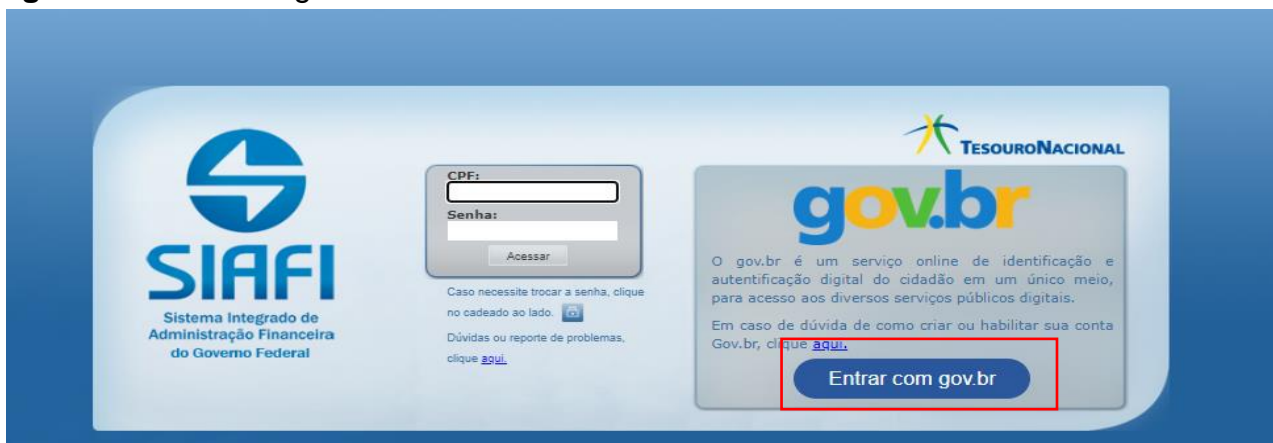 TESOURONACIONAL
SIAFI
Sistema Integrado de
Administração Financeira
do Governo Federal
CPF:
Senha:
Acessar
Caso necessite trocar a senha, clique
no cadeado ao lado.
Dúvidas ou reporte de problemas,
clique aqui.
gov.br
O gov.br é um serviço online de identificação e
autentificação digital do cidadão em um único meio,
para acesso aos diversos serviços públicos digitais.
Em caso de dúvida de como criar ou habilitar sua conta
Gov.br, clique aqui.
Entrar com gov.br